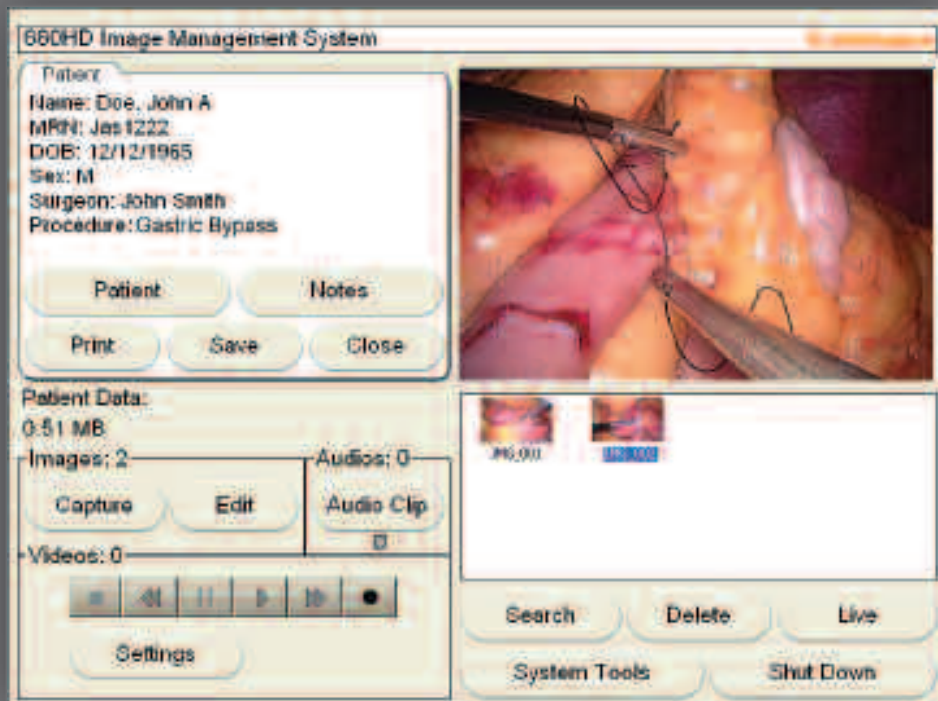 660HD Image Management System
Patient
Name: Doe, John A
MRN: Jas1222
DOB: 12/12/1965
Sex: M
Surgeon: John Smith
Procedure: Gastric Bypass
Patient Notes
Print Save Close
Patient Data:
0.51 MB
Images: 2
Audios: 0
Capture Edit Audio Clip
Videos: 0
Settings
IMG_001 IMG_002
Search Delete Live
System Tools Shut Down